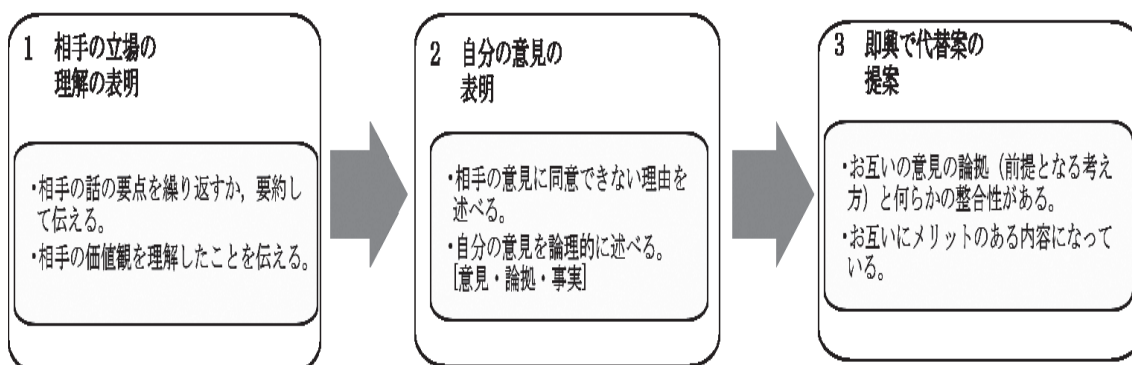 1 相手の立場の
理解の表明
・相手の話の要点を繰り返すか，要約し
て伝える。
・相手の価値観を理解したことを伝える。
2 自分の意見の
表明
・相手の意見に同意できない理由を
述べる。
・自分の意見を論理的に述べる。
[意見・論拠・事実]
3 即興で代替案の
提案
・お互いの意見の論拠（前提となる考え
方）と何らかの整合性がある。
・お互いにメリットのある内容になって
いる。